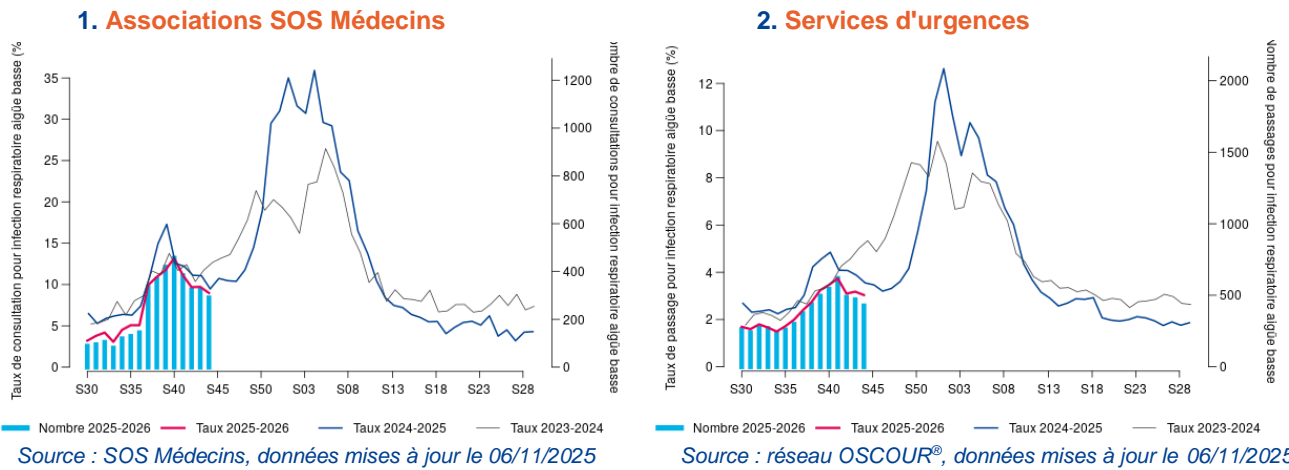 1. Associations SOS Médecins
Taux de consultation pour infection respiratoire aigüe basse (%
35
30
25
20
15
10
5
0
S30
S35
S40
S45
S50
S03
S08
S13
S18
S23
S28
1200
1000
800
600
400
200
0
mbre de consultations pour infection respiratoire aigüe basse
Nombre 2025-2026
Taux 2025-2026
Taux 2024-2025
Taux 2023-2024
Source : SOS Médecins, données mises à jour le 06/11/2025
2. Services d'urgences
Taux de passage pour infection respiratoire aigüe basse (%)
12
10
8
6
4
2
0
S30
S35
S40
S45
S50
S03
S08
S13
S18
S23
S28
2000
1500
1000
500
0
Nombre de passages pour infection respiratoire aigüe basse
Nombre 2025-2026
Taux 2025-2026
Taux 2024-2025
Taux 2023-2024
Source : réseau OSCOUR®, données mises à jour le 06/11/2025